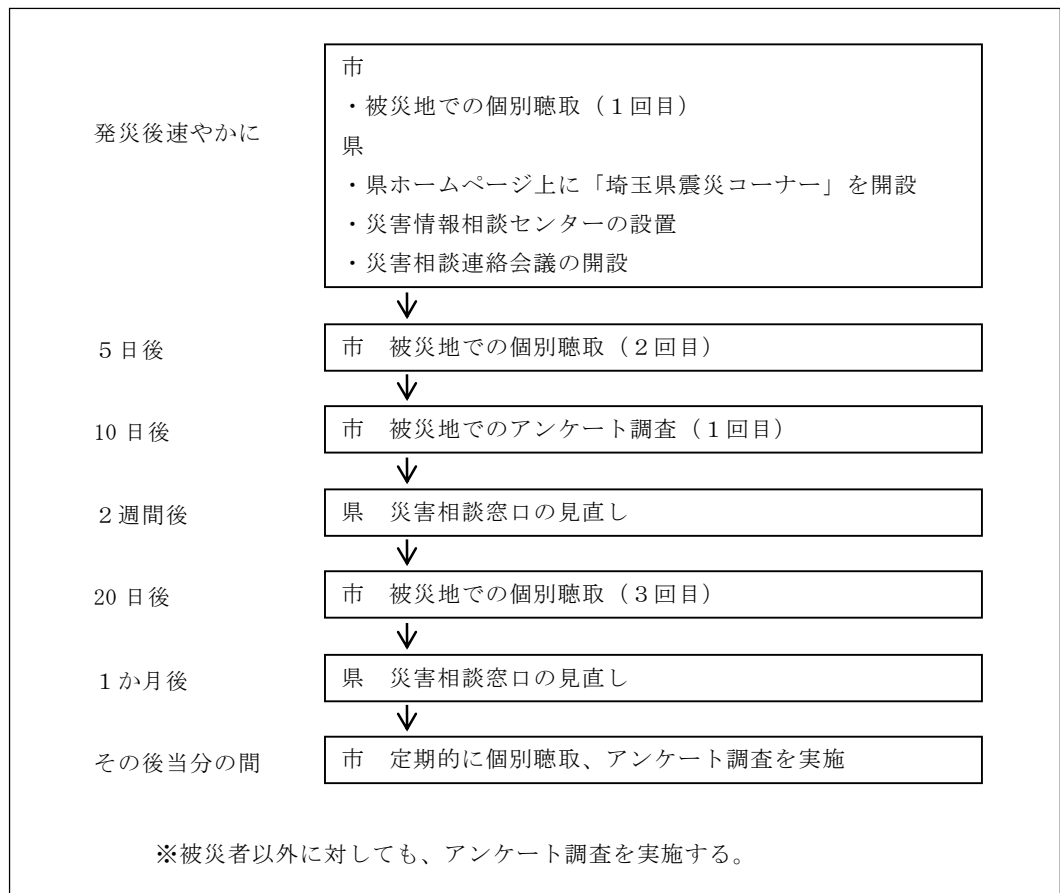 発災後速やかに
市
・被災地での個別聴取（１回目）
県
・県ホームページ上に「埼玉県震災コーナー」を開設
・災害情報相談センターの設置
・災害相談連絡会議の開設
５日後
市　被災地での個別聴取（２回目）
10 日後
市　被災地でのアンケート調査（１回目）
２週間後
県　災害相談窓口の見直し
20 日後
市　被災地での個別聴取（３回目）
１か月後
県　災害相談窓口の見直し
その後当分の間
市　定期的に個別聴取、アンケート調査を実施
※被災者以外に対しても、アンケート調査を実施する。